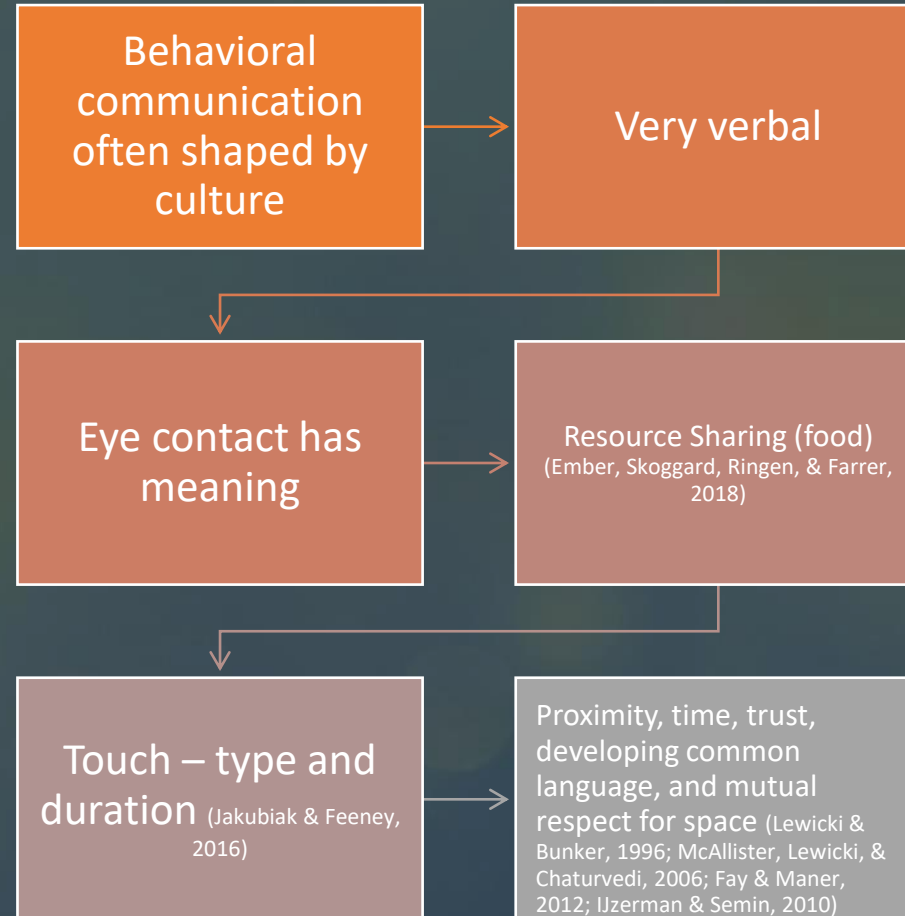 Behavioral
communication
often shaped by
culture
Very verbal
Eye contact has
meaning
Resource Sharing (food)
(Ember, Skoggard, Ringen, & Farrer,
2018)
Touch – type and
duration (Jakubiak & Feeney,
2016)
Proximity, time, trust,
developing common
language, and mutual
respect for space (Lewicki &
Bunker, 1996; McAllister, Lewicki, &
Chaturvedi, 2006; Fay & Maner,
2012; IJzerman & Semin, 2010)